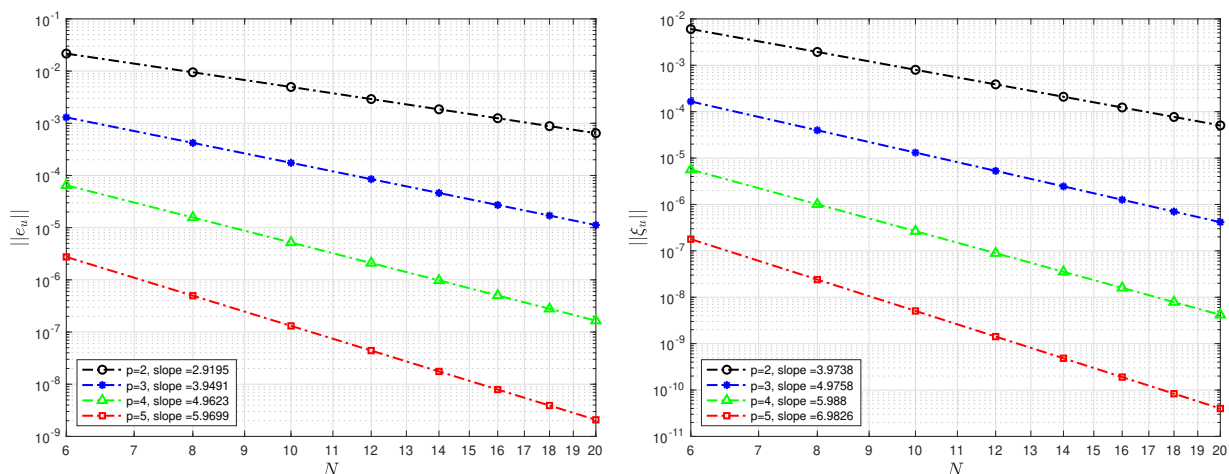 10^-1
10^-2
10^-3
10^-4
10^-5
10^-6
10^-7
10^-8
10^-9
||e_u||
p=2, slope =2.9195
p=3, slope =3.9491
p=4, slope =4.9623
p=5, slope =5.9699
6 7 8 9 10 11 12 13 14 15 16 17 18 19 20
N
10^-2
10^-3
10^-4
10^-5
10^-6
10^-7
10^-8
10^-9
10^-10
10^-11
||ξ_u||
p=2, slope =3.9738
p=3, slope =4.9758
p=4, slope =5.988
p=5, slope =6.9826
6 7 8 9 10 11 12 13 14 15 16 17 18 19 20
N